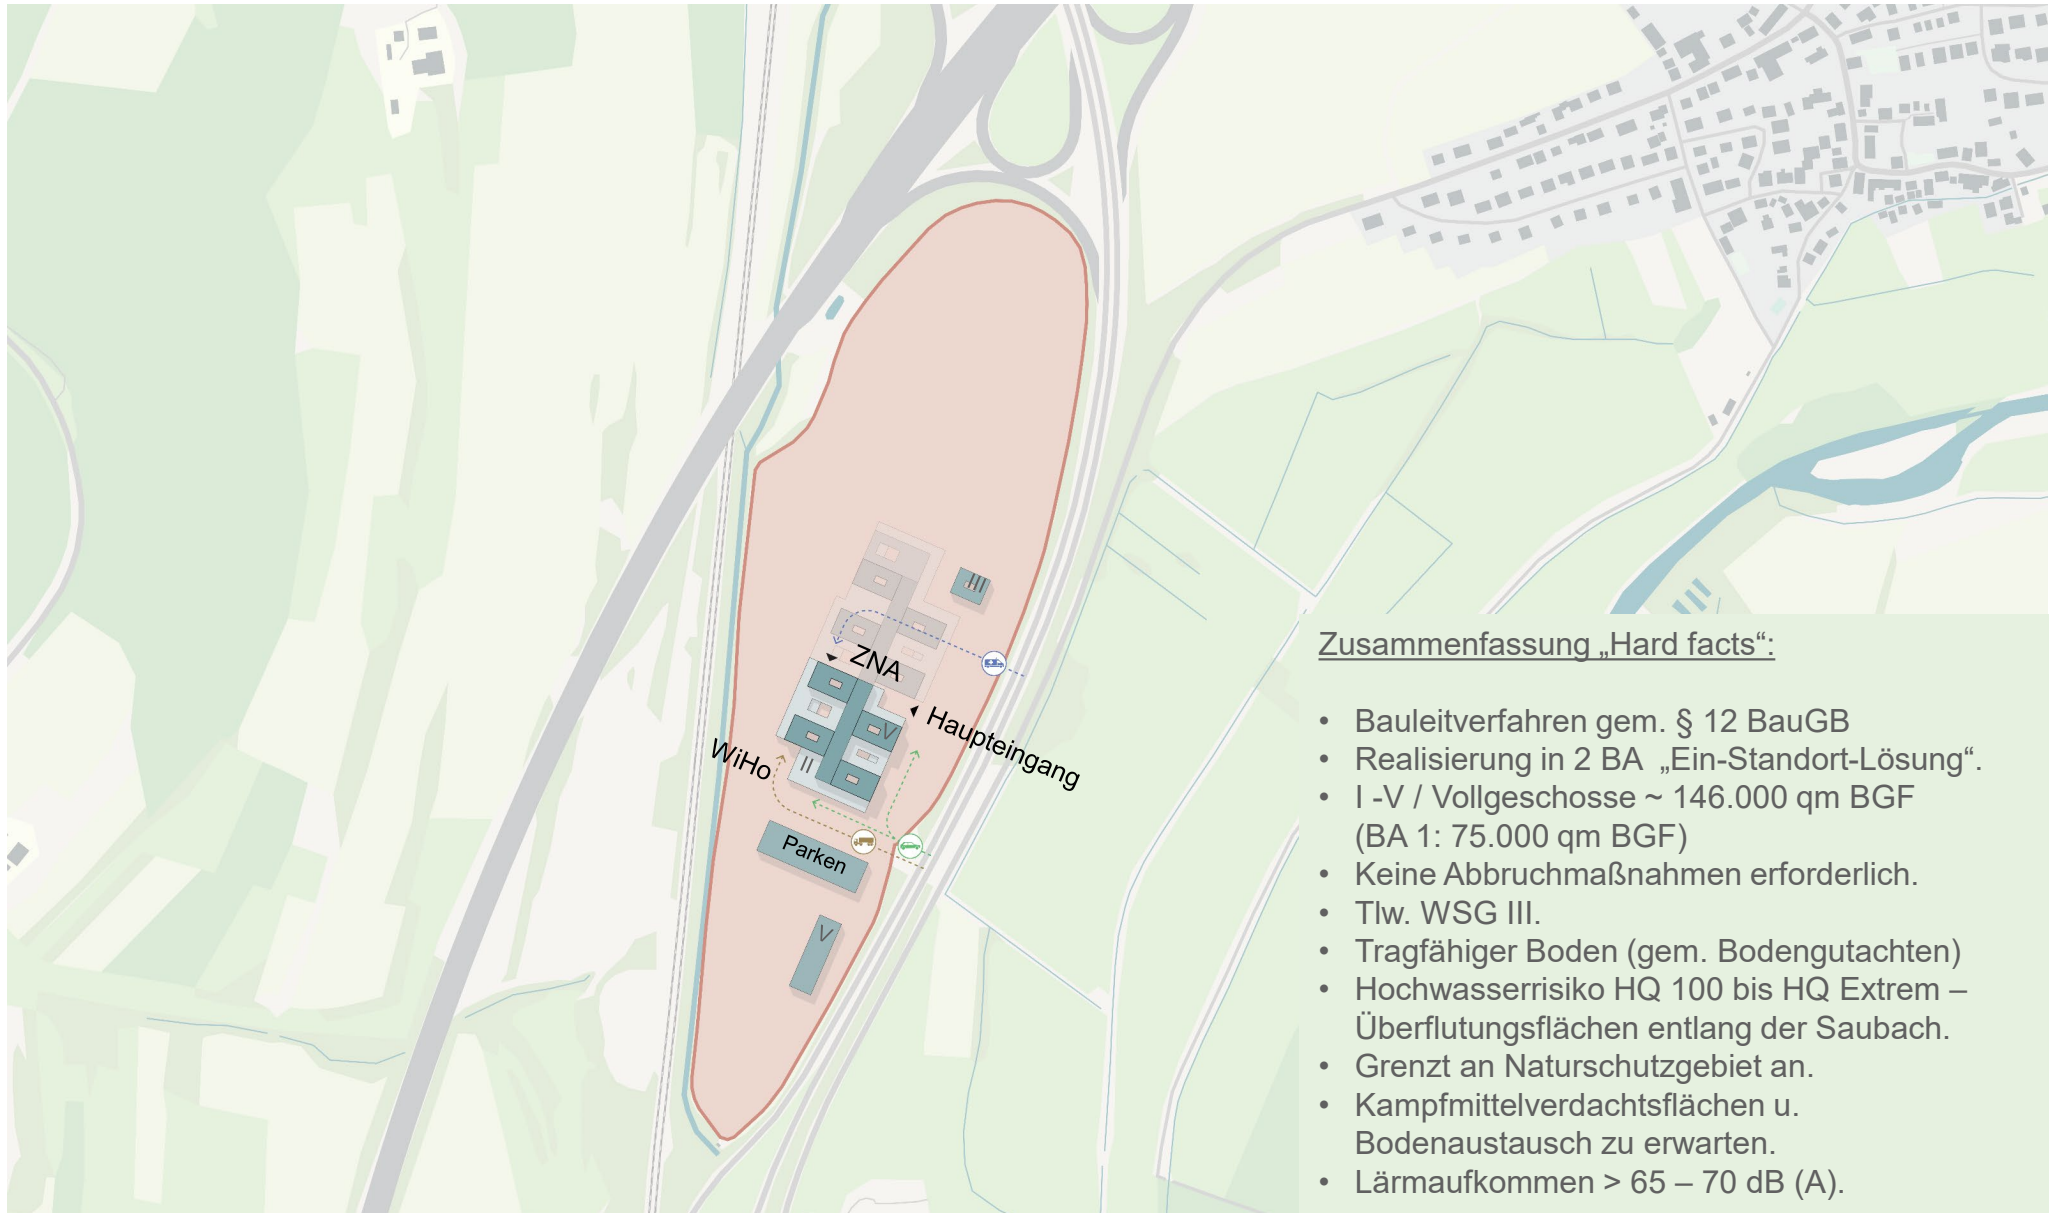 III
ZNA
Haupteingang
V
WiHo
II
Parken
V
Zusammenfassung „Hard facts“:
• Bauleitverfahren gem. § 12 BauGB
• Realisierung in 2 BA „Ein-Standort-Lösung“.
• I -V / Vollgeschosse ~ 146.000 qm BGF
(BA 1: 75.000 qm BGF)
• Keine Abbruchmaßnahmen erforderlich.
• Tlw. WSG III.
• Tragfähiger Boden (gem. Bodengutachten)
• Hochwasserrisiko HQ 100 bis HQ Extrem –
Überflutungsflächen entlang der Saubach.
• Grenzt an Naturschutzgebiet an.
• Kampfmittelverdachtsflächen u.
Bodenaustausch zu erwarten.
• Lärmaufkommen > 65 – 70 dB (A).